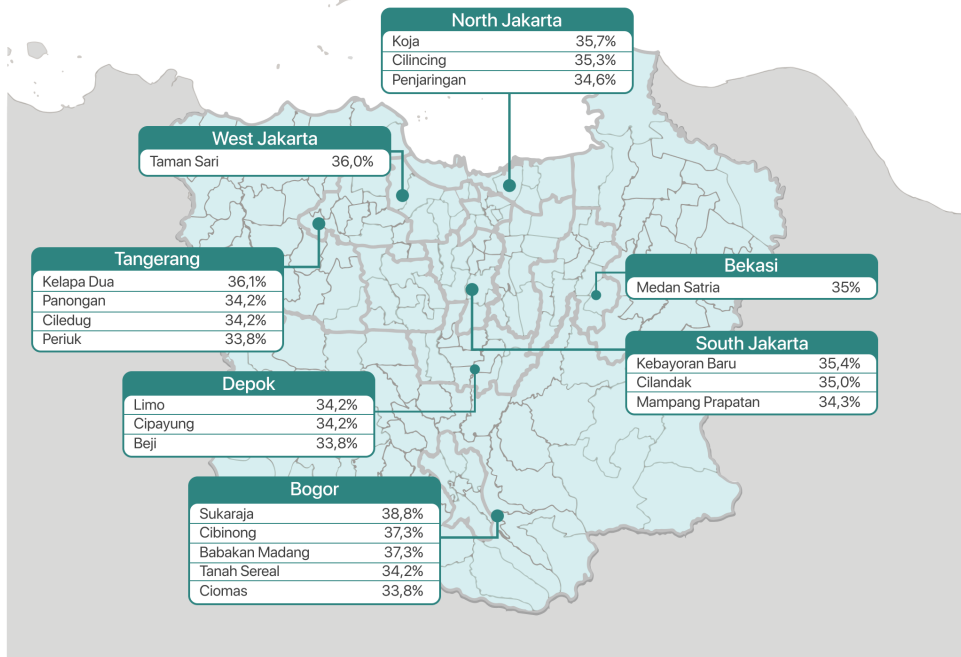 North Jakarta
Koja 35,7%
Cilincing 35,3%
Penjaringan 34,6%
West Jakarta
Taman Sari 36,0%
Tangerang
Kelapa Dua 36,1%
Panongan 34,2%
Ciledug 34,2%
Periuk 33,8%
Bekasi
Medan Satria 35%
South Jakarta
Kebayoran Baru 35,4%
Cilandak 35,0%
Mampang Prapatan 34,3%
Depok
Limo 34,2%
Cipayung 34,2%
Beji 33,8%
Bogor
Sukaraja 38,8%
Cibinong 37,3%
Babakan Madang 37,3%
Tanah Sereal 34,2%
Ciomas 33,8%